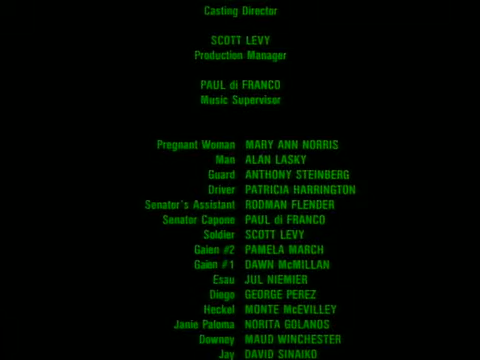 Casting Director
SCOTT LEVY
Production Manager
PAUL di FRANCO
Music Supervisor
Pregnant Woman MARY ANN NORRIS
Man ALAN LASKY
Guard ANTHONY STEINBERG
Driver PATRICIA HARRINGTON
Senator's Assistant RODMAN FLENDER
Senator Capone PAUL di FRANCO
Soldier SCOTT LEVY
Gaien #2 PAMELA MARCH
Gaien #1 DAWN McMILLAN
Esau JUL NIEMIER
Diego GEORGE PEREZ
Heckel MONTE McEVILLEY
Janie Paloma NORITA GOLANOS
Downey MAUD WINCHESTER
Jay DAVID SINAIKO